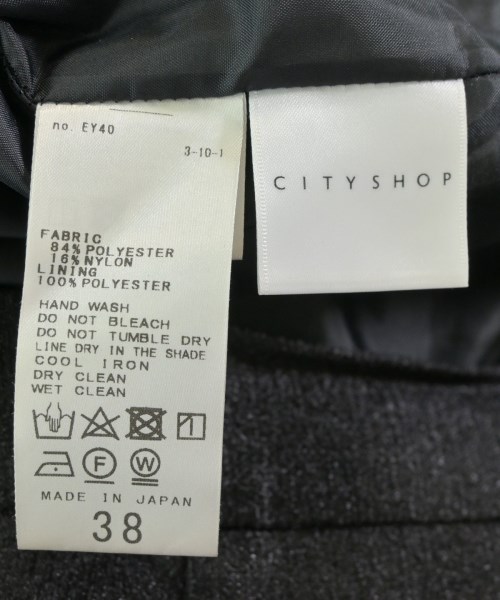 no. EY40
3-10-1
FABRIC
84% POLYESTER
16% NYLON
LINING
100% POLYESTER
HAND WASH
DO NOT BLEACH
DO NOT TUMBLE DRY
LINE DRY IN THE SHADE
COOL IRON
DRY CLEAN
WET CLEAN
F W
MADE IN JAPAN
38
CITYSHOP